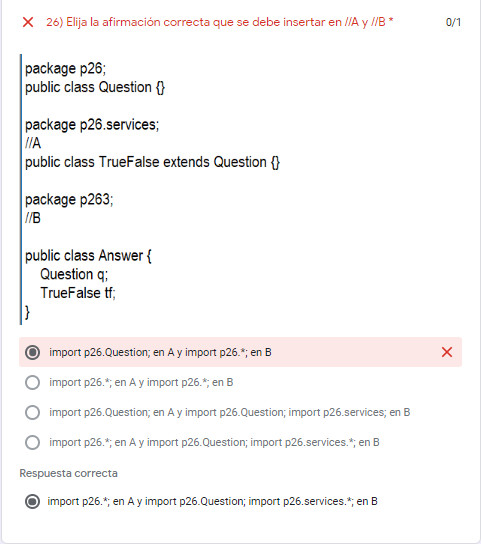 26) Elija la afirmación correcta que se debe insertar en //A y //B *
0/1
package p26;
public class Question {}
package p26.services;
//A
public class TrueFalse extends Question {}
package p263;
//B
public class Answer {
Question q;
TrueFalse tf;
}
import p26.Question; en A y import p26.*; en B
import p26.*; en A y import p26.*; en B
import p26.Question; en A y import p26.Question; import p26.services; en B
import p26.*; en A y import p26.Question; import p26.services.*; en B
Respuesta correcta
import p26.*; en A y import p26.Question; import p26.services.*; en B